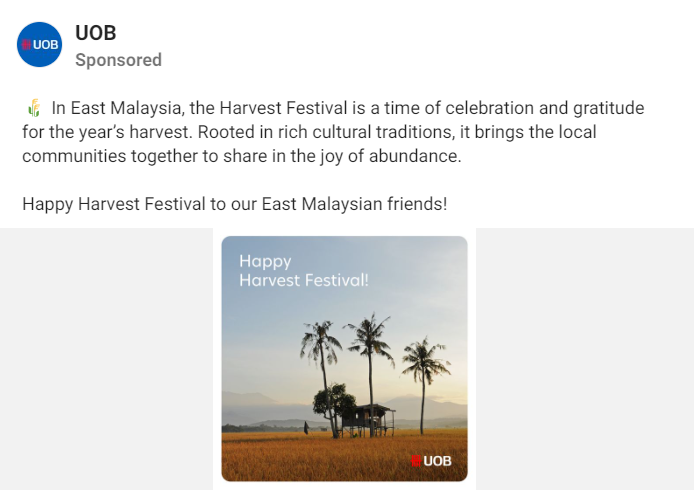 UOB
UOB
Sponsored
🌾 In East Malaysia, the Harvest Festival is a time of celebration and gratitude
for the year’s harvest. Rooted in rich cultural traditions, it brings the local
communities together to share in the joy of abundance.
Happy Harvest Festival to our East Malaysian friends!
Happy
Harvest Festival!
UOB